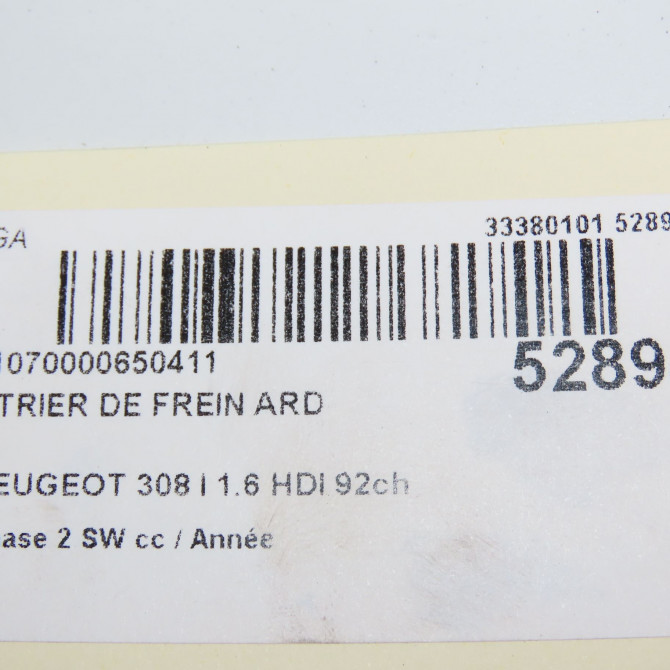 GA
33380101 5289
1070000650411
5289
TRIER DE FREIN ARD
EUGEOT 308 I 1.6 HDI 92ch
ase 2 SW cc / Année